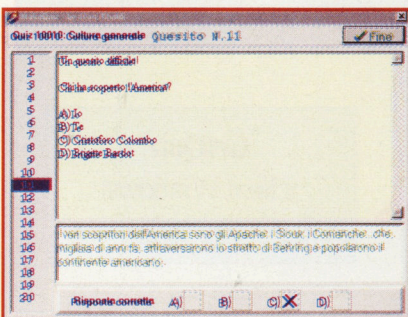 Quiz 10010: Cultura generale Quesito N.11
Fine
1
2
3
4
5
6
7
8
9
10
11
12
13
14
15
16
17
18
19
20
Un quesito difficile!
Chi ha scoperto l'America?
A) Io
B) Te
C) Cristoforo Colombo
D) Brigitte Bardot
I veri scopritori dell'America sono gli Apache, i Sioux, i Comanche, che,
migliaia di anni fa, attraversarono lo stretto di Behring e popolarono il
continente americano.
Risposte corrette A) B) C) X D)